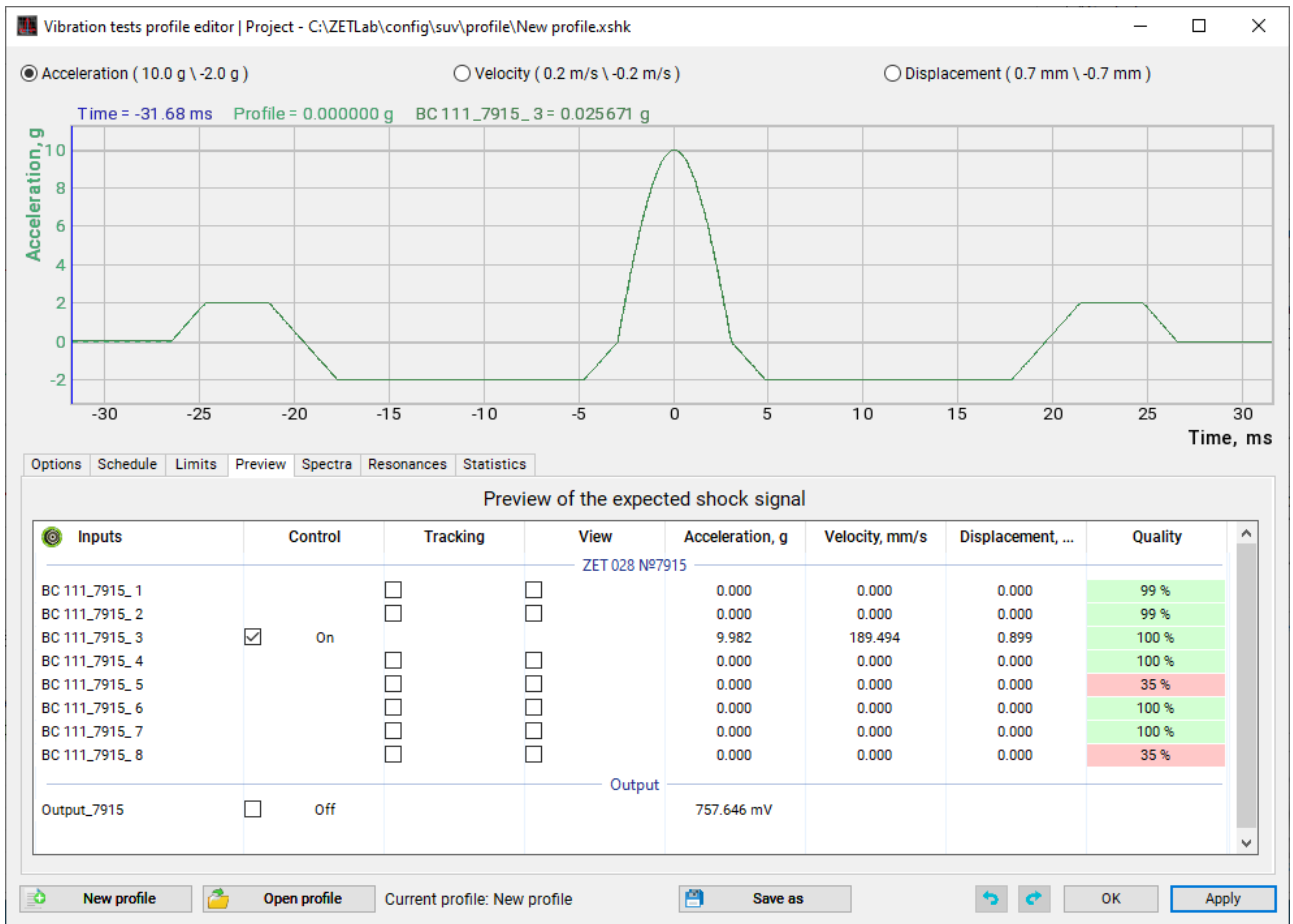 Vibration tests profile editor | Project - C:\ZETLab\config\suv\profile\New profile.xshk
Acceleration ( 10.0 g \ -2.0 g )
Velocity ( 0.2 m/s \ -0.2 m/s )
Displacement ( 0.7 mm \ -0.7 mm )
Time = -31.68 ms Profile = 0.000000 g BC 111_7915_ 3 = 0.025671 g
Acceleration, g
10
8
6
4
2
0
-2
-30 -25 -20 -15 -10 -5 0 5 10 15 20 25 30
Time, ms
Options Schedule Limits Preview Spectra Resonances Statistics
Preview of the expected shock signal
Inputs Control Tracking View Acceleration, g Velocity, mm/s Displacement, ... Quality
ZET 028 №7915
BC 111_7915_ 1 0.000 0.000 0.000 99 %
BC 111_7915_ 2 0.000 0.000 0.000 99 %
BC 111_7915_ 3 On 9.982 189.494 0.899 100 %
BC 111_7915_ 4 0.000 0.000 0.000 100 %
BC 111_7915_ 5 0.000 0.000 0.000 35 %
BC 111_7915_ 6 0.000 0.000 0.000 100 %
BC 111_7915_ 7 0.000 0.000 0.000 100 %
BC 111_7915_ 8 0.000 0.000 0.000 35 %
Output
Output_7915 Off 757.646 mV
New profile Open profile Current profile: New profile Save as OK Apply